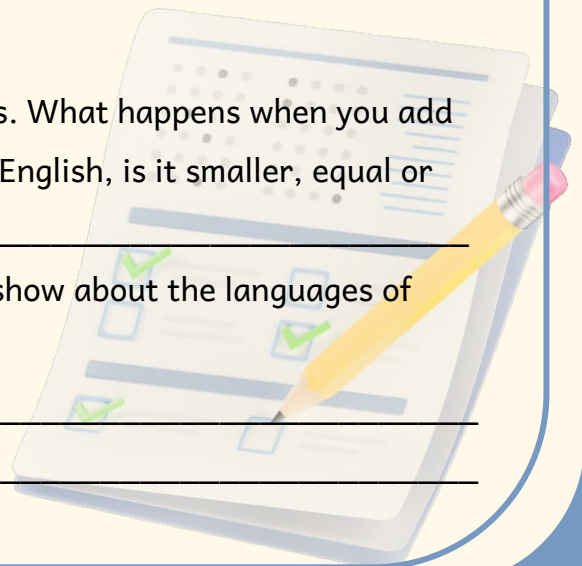 s. What happens when you add
English, is it smaller, equal or
show about the languages of